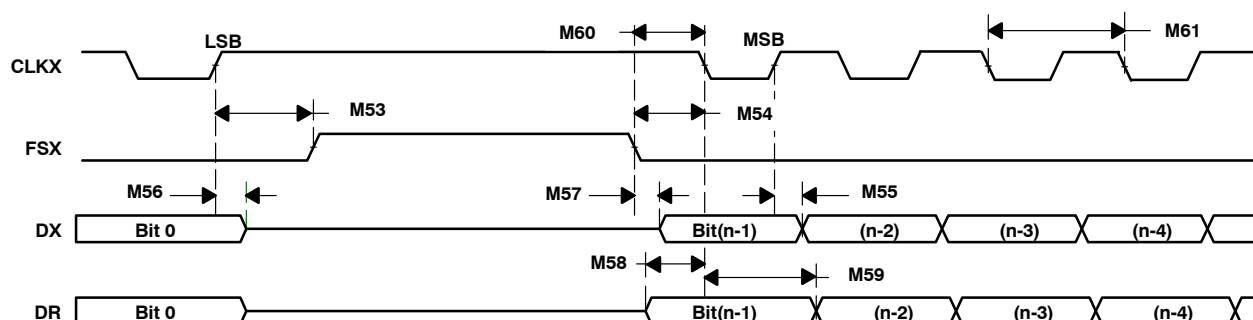 LSB M60 MSB M61
CLKX
M53 M54
FSX
M56 M57 M55
DX Bit 0 Bit(n-1) (n-2) (n-3) (n-4)
M58 M59
DR Bit 0 Bit(n-1) (n-2) (n-3) (n-4)